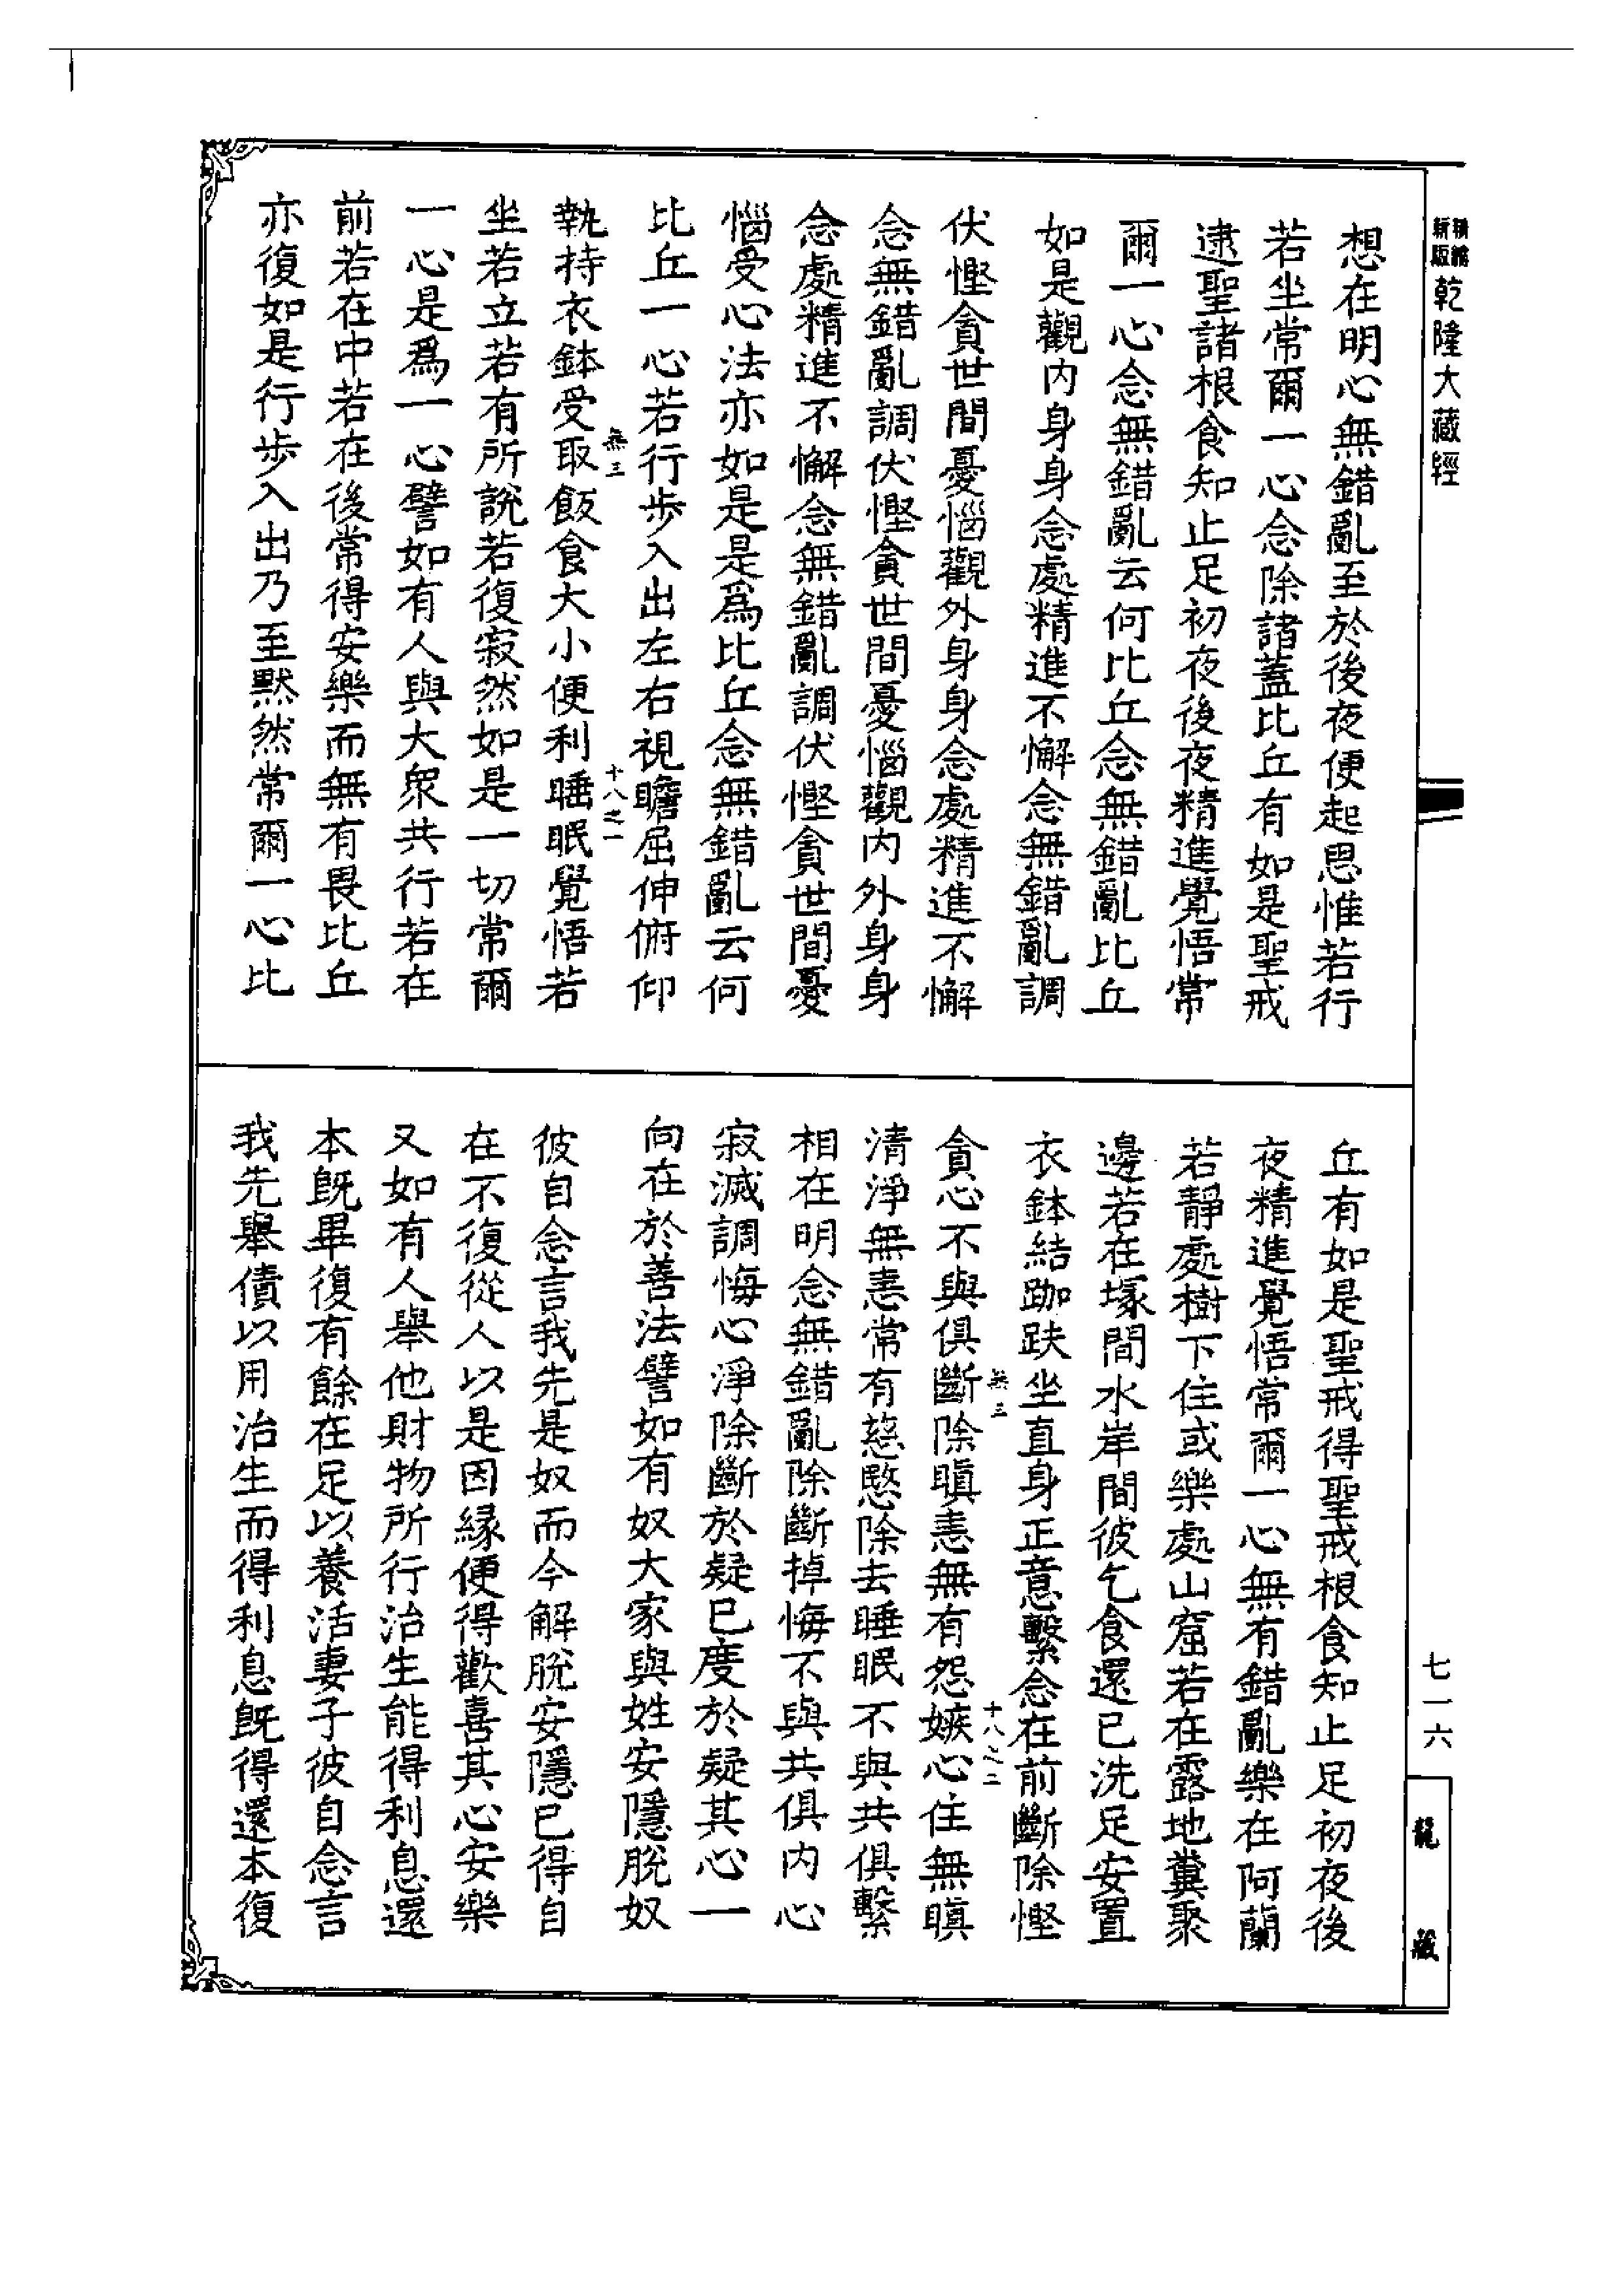 新編
新版 乾隆大藏經
想在明心無錯亂至於後夜便起思惟若行
若坐常爾一心念除諸蓋比丘有如是聖戒
逮聖諸根食知止足初夜後夜精進覺悟常
爾一心念無錯亂云何比丘念無錯亂比丘
如是觀内身身念處精進不懈念無錯亂調
伏慳貪世間憂惱觀外身身念處精進不懈
念無錯亂調伏慳貪世間憂惱觀内外身身
念處精進不懈念無錯亂調伏慳貪世間憂
惱受心法亦如是是爲比丘念無錯亂云何
比丘一心若行歩入出左右視瞻屈伸俯仰
無三
十八之一
執持衣鉢受取飯食大小便利睡眠覺悟若
坐若立若有所說若復寂然如是一切常爾
一心是爲一心譬如有人與大衆共行若在
前若在中若在後常得安樂而無有畏比丘
亦復如是行歩入出乃至默然常爾一心比
丘有如是聖戒得聖戒根食知止足初夜後
夜精進覺悟常爾一心無有錯亂樂在阿蘭
若靜處樹下住或樂處山窟若在露地糞聚
邊若在塚間水岸間彼乞食還已洗足安置
衣鉢結跏趺坐直身正意繫念在前斷除慳
無三
十八之二
貪心不與俱斷除瞋恚無有怨嫉心住無瞋
清淨無恚常有慈愍除去睡眠不與共俱繫
相在明念無錯亂除斷掉悔不與共俱内心
寂滅調悔心淨除斷於疑已度於疑其心一
向在於善法譬如有奴大家與姓安隱脫奴
彼自念言我先是奴而今解脫安隱已得自
在不復從人以是因緣便得歡喜其心安樂
又如有人舉他財物所行治生能得利息還
本旣畢復有餘在足以養活妻子彼自念言
我先舉債以用治生而得利息旣得還本復
七一六
龍藏